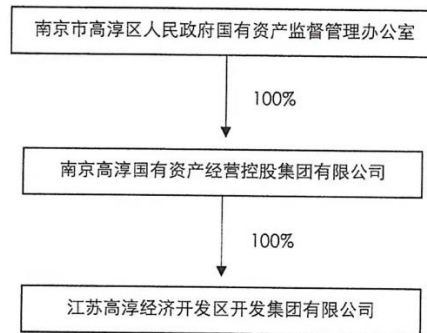 南京市高淳区人民政府国有资产监督管理办公室
100%
南京高淳国有资产经营控股集团有限公司
100%
江苏高淳经济开发区开发集团有限公司